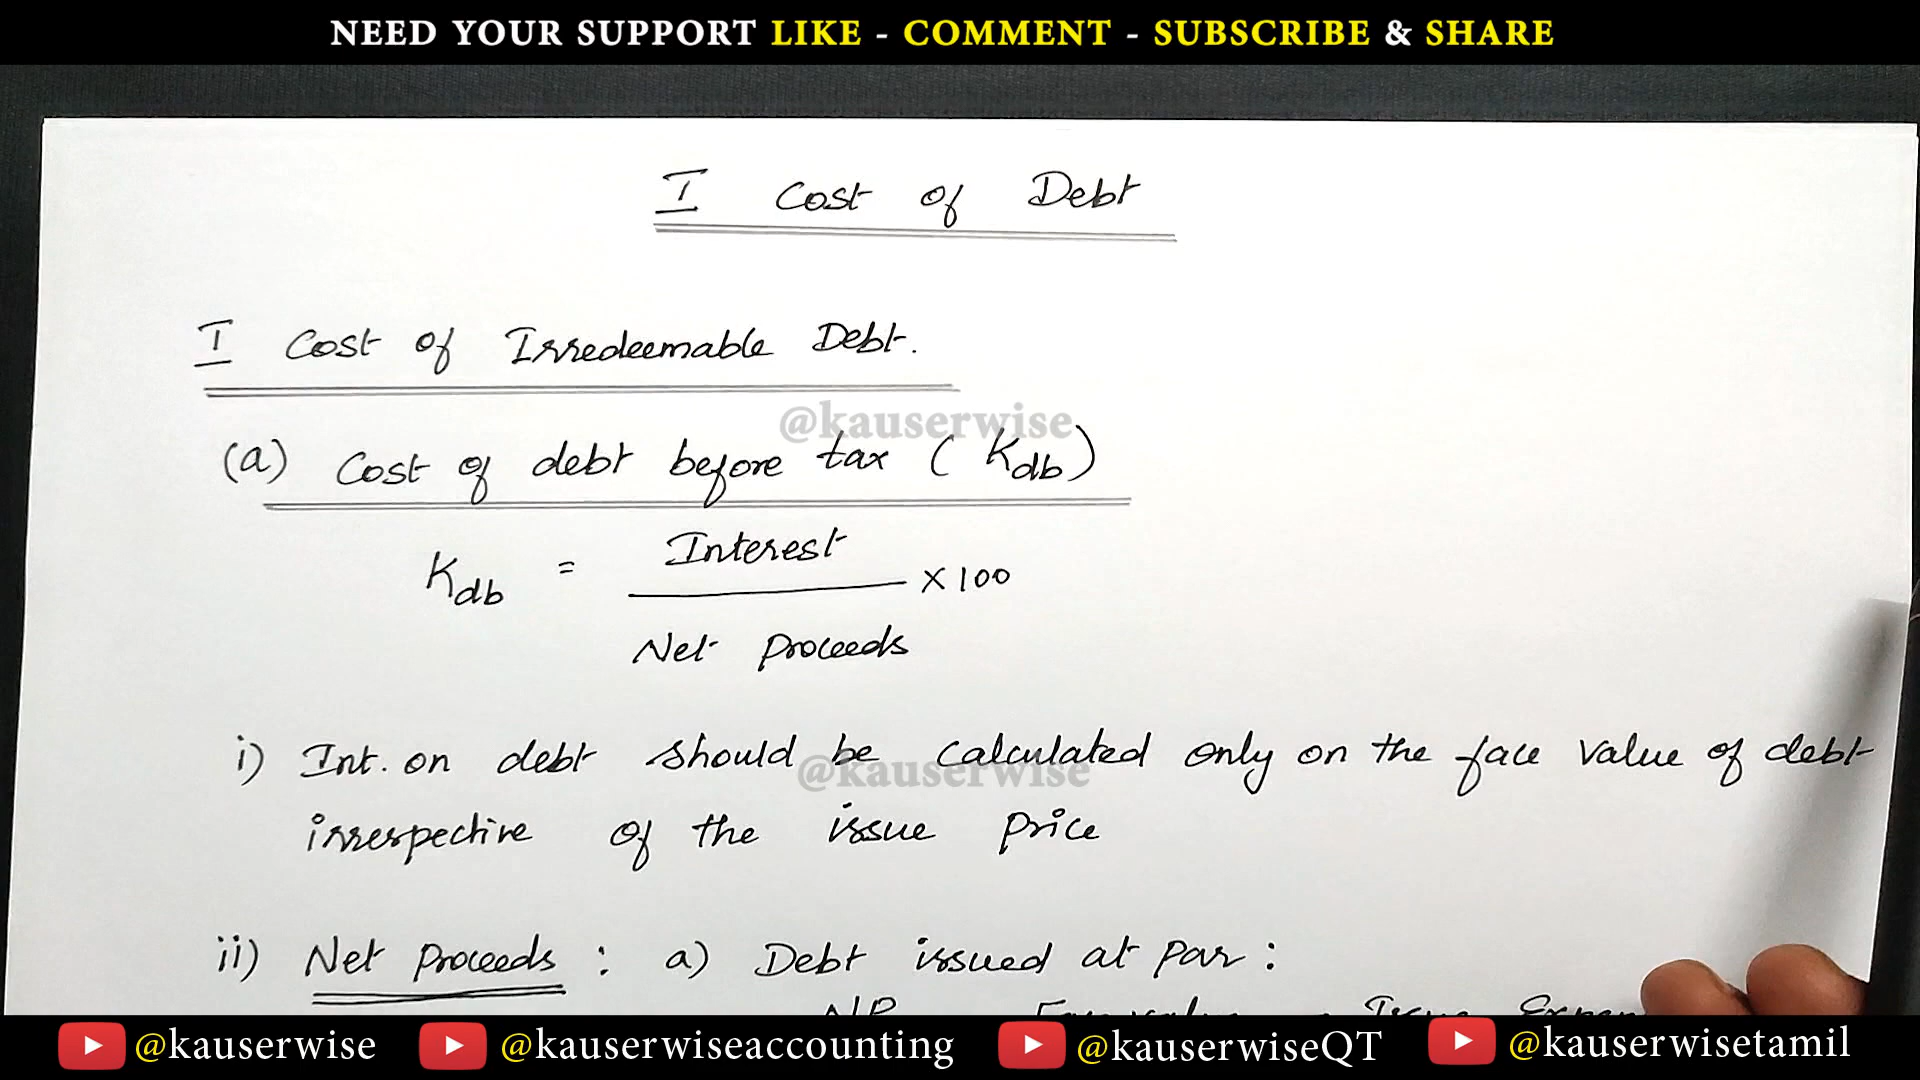 NEED YOUR SUPPORT LIKE - COMMENT - SUBSCRIBE & SHARE
I Cost of Debt
I Cost of Irredeemable Debt.
@kauserwise
(a) Cost of debt before tax (Kdb)
Kdb = Interest
× 100
Net Proceeds
i) Int. on debt should be calculated only on the face value of debt
@kauserwise
irrespective of the issue price
ii) Net Proceeds : a) Debt issued at par :
@kauserwise @kauserwiseaccounting @kauserwiseQT @kauserwisetamil